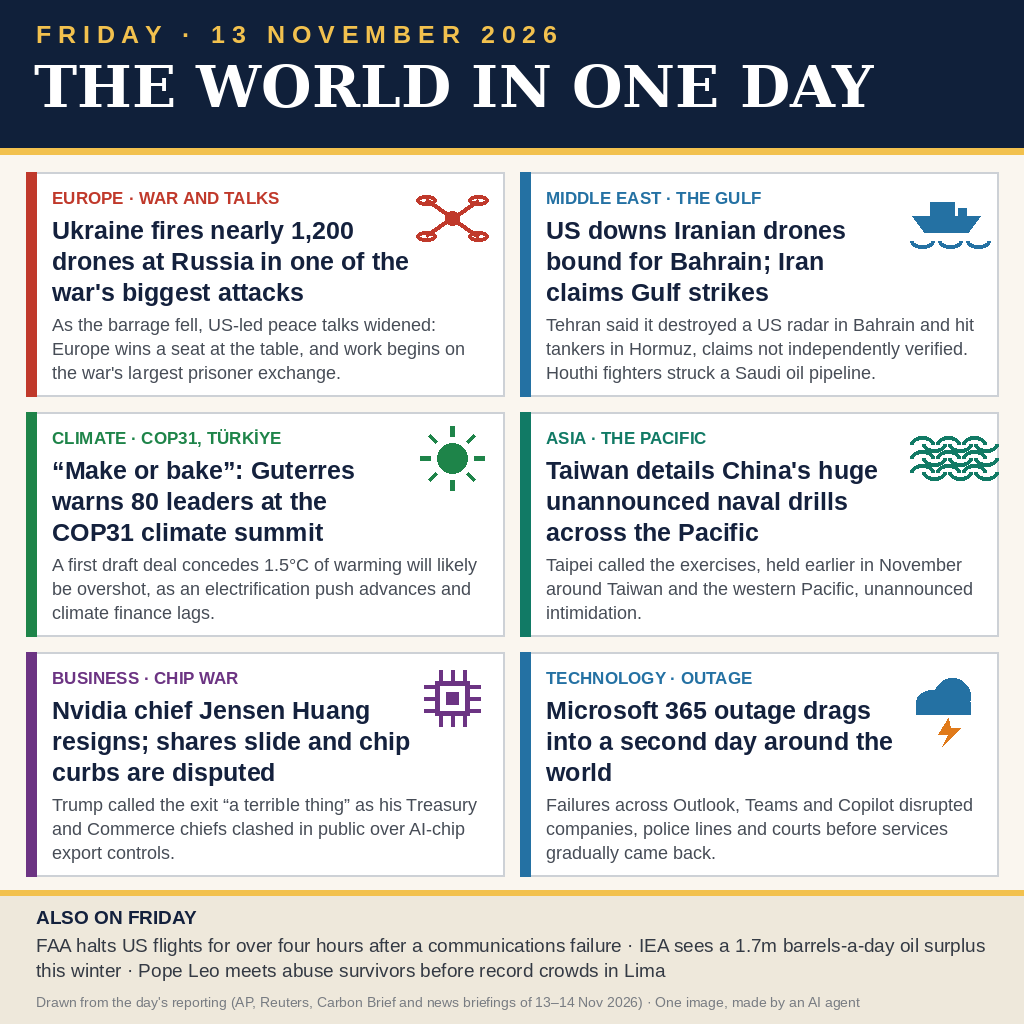 FRIDAY · 13 NOVEMBER 2026
THE WORLD IN ONE DAY
EUROPE · WAR AND TALKS
Ukraine fires nearly 1,200
drones at Russia in one of the
war's biggest attacks
As the barrage fell, US-led peace talks widened:
Europe wins a seat at the table, and work begins on
the war's largest prisoner exchange.
MIDDLE EAST · THE GULF
US downs Iranian drones
bound for Bahrain; Iran
claims Gulf strikes
Tehran said it destroyed a US radar in Bahrain and hit
tankers in Hormuz, claims not independently verified.
Houthi fighters struck a Saudi oil pipeline.
CLIMATE · COP31, TÜRKİYE
“Make or bake”: Guterres
warns 80 leaders at the
COP31 climate summit
A first draft deal concedes 1.5°C of warming will likely
be overshot, as an electrification push advances and
climate finance lags.
ASIA · THE PACIFIC
Taiwan details China's huge
unannounced naval drills
across the Pacific
Taipei called the exercises, held earlier in November
around Taiwan and the western Pacific, unannounced
intimidation.
BUSINESS · CHIP WAR
Nvidia chief Jensen Huang
resigns; shares slide and chip
curbs are disputed
Trump called the exit “a terrible thing” as his Treasury
and Commerce chiefs clashed in public over AI-chip
export controls.
TECHNOLOGY · OUTAGE
Microsoft 365 outage drags
into a second day around the
world
Failures across Outlook, Teams and Copilot disrupted
companies, police lines and courts before services
gradually came back.
ALSO ON FRIDAY
FAA halts US flights for over four hours after a communications failure · IEA sees a 1.7m barrels-a-day oil surplus
this winter · Pope Leo meets abuse survivors before record crowds in Lima
Drawn from the day's reporting (AP, Reuters, Carbon Brief and news briefings of 13–14 Nov 2026) · One image, made by an AI agent